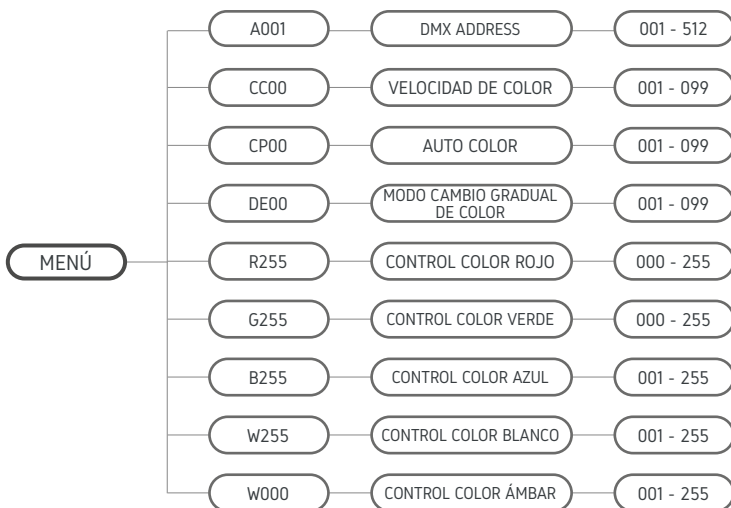 A001 DMX ADDRESS 001 - 512
CC00 VELOCIDAD DE COLOR 001 - 099
CP00 AUTO COLOR 001 - 099
DE00 MODO CAMBIO GRADUAL
DE COLOR 001 - 099
MENÚ
R255 CONTROL COLOR ROJO 000 - 255
G255 CONTROL COLOR VERDE 000 - 255
B255 CONTROL COLOR AZUL 001 - 255
W255 CONTROL COLOR BLANCO 001 - 255
W000 CONTROL COLOR ÁMBAR 001 - 255